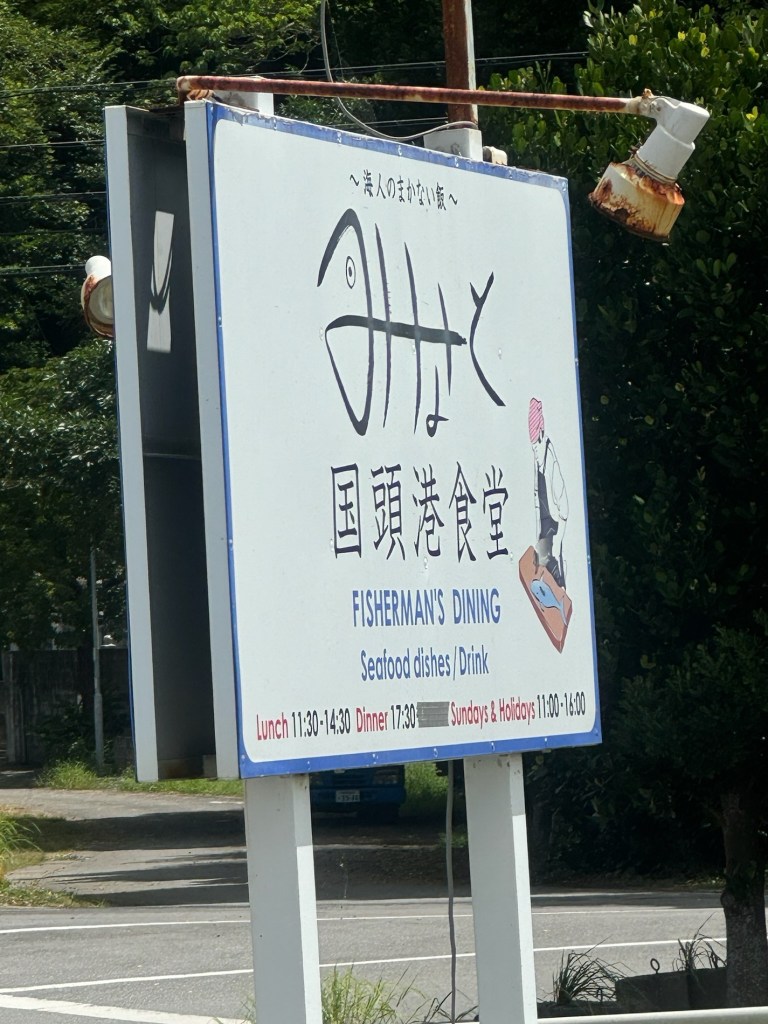 ～海人のまかない飯～
みなと
国頭港食堂
FISHERMAN'S DINING
Seafood dishes / Drink
Lunch 11:30-14:30 Dinner 17:30- Sundays & Holidays 11:00-16:00